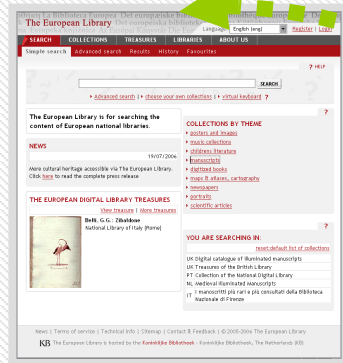 The European Library
Language: English (eng) Register | Login
SEARCH COLLECTIONS TREASURES LIBRARIES ABOUT US
Simple search Advanced search Results History Favourites
? HELP
SEARCH
Advanced search | choose your own collections | virtual keyboard ?
The European Library is for searching the
content of European national libraries.
NEWS
19/07/2006
More cultural heritage accessible via The European Library.
Click here to read the complete press release
THE EUROPEAN DIGITAL LIBRARY TREASURES
View treasure | More treasures
Belli, G.G.: Zibaldone
National Library of Italy (Rome)
?
COLLECTIONS BY THEME
posters and images
music collections
childrens literature
manuscripts
digitized books
maps & atlases, cartography
newspapers
portraits
scientific articles
?
YOU ARE SEARCHING IN:
reset default list of collections
UK Digital catalogue of illuminated manuscripts
UK Treasures of the British Library
PT Collection of the National Digital Library
NL Medieval Illuminated Manuscripts
IT I manoscritti più rari e più consultati della Biblioteca
Nazionale di Firenze
News | Terms of service | Technical Info | Sitemap | Contact & Feedback | © 2005-2006 The European Library
KB The European Library is hosted by the Koninklijke Bibliotheek - Koninklijke Bibliotheek, The Netherlands (KB)